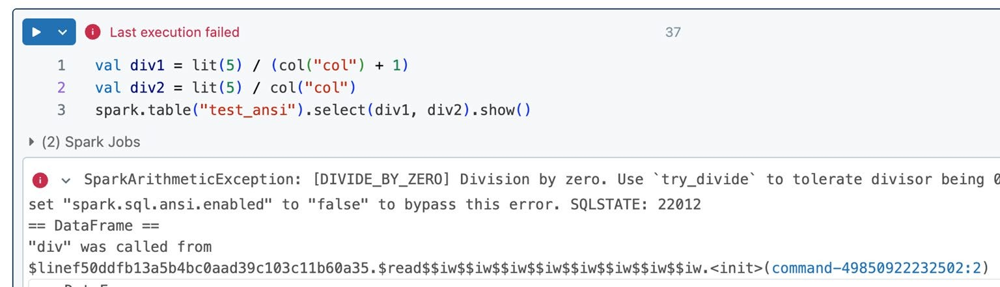 Last execution failed 37
1 val div1 = lit(5) / (col("col") + 1)
2 val div2 = lit(5) / col("col")
3 spark.table("test_ansi").select(div1, div2).show()
(2) Spark Jobs
SparkArithmeticException: [DIVIDE_BY_ZERO] Division by zero. Use `try_divide` to tolerate divisor being 0
set "spark.sql.ansi.enabled" to "false" to bypass this error. SQLSTATE: 22012
== DataFrame ==
"div" was called from
$linef50ddfb13a5b4bc0aad39c103c11b60a35.$read$$iw$$iw$$iw$$iw$$iw$$iw$$iw$$iw.<init>(command-49850922232502:2)